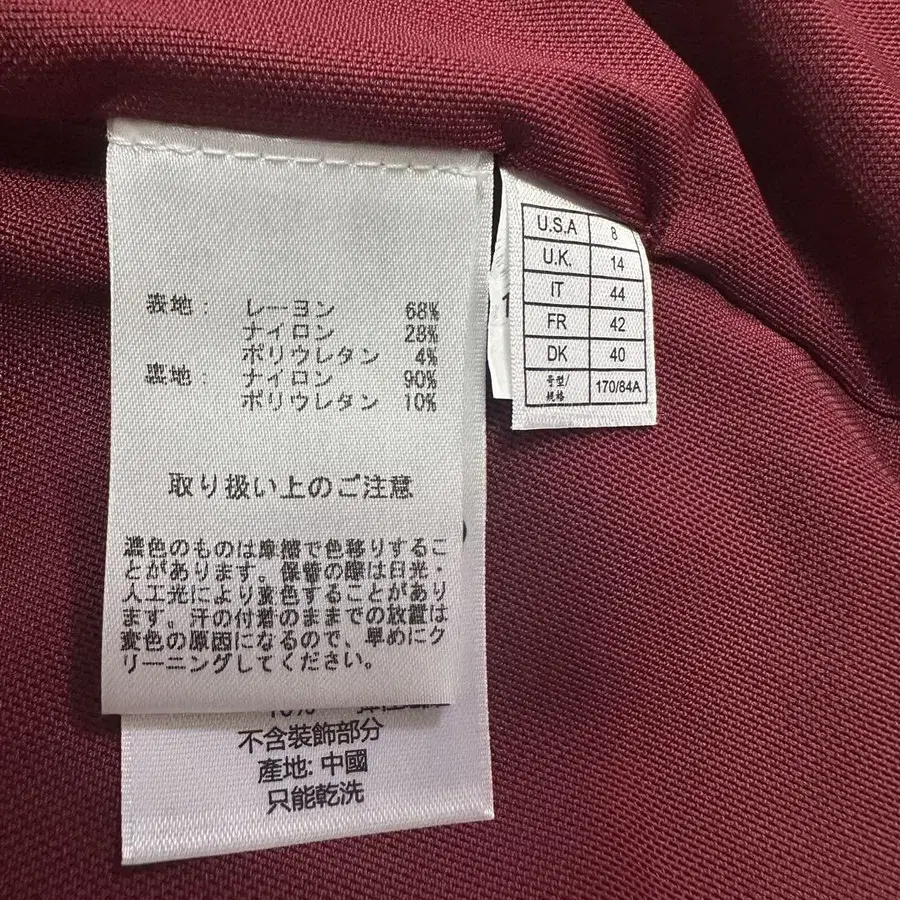 表地： レーヨン 68%
ナイロン 28%
ポリウレタン 4%
裏地： ナイロン 90%
ポリウレタン 10%
取り扱い上のご注意
濃色のものは摩擦で色移りするこ
とがあります。保管の摩は日光・
人工光により変色することがあり
ます。汗の付着のままでの放置は
変色の原因になるので、早めにク
リーニングしてください。
10%
不含裝飾部分
產地: 中國
只能乾洗
1
U.S.A 8
U.K. 14
IT 44
FR 42
DK 40
号型/
规格 170/84A